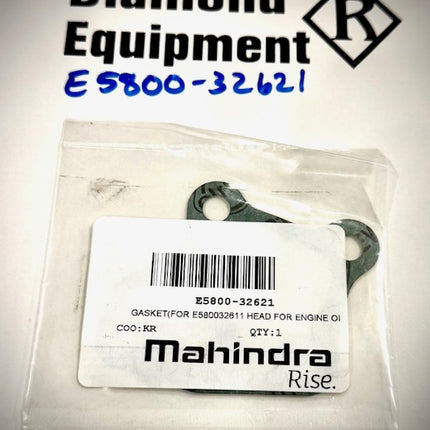 Diamond
Equipment
R
E5800-32621
E5800-32621
GASKET(FOR E580032611 HEAD FOR ENGINE OI
COO:KR QTY:1
Mahindra
Rise.